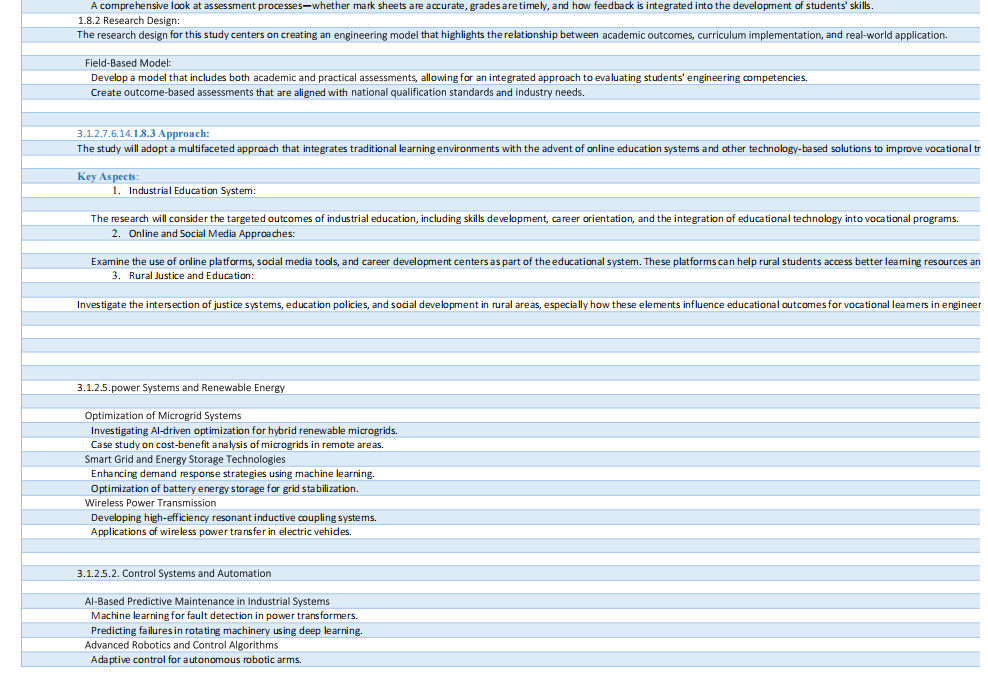 A comprehensive look at assessment processes—whether mark sheets are accurate, grades are timely, and how feedback is integrated into the development of students' skills.
1.8.2 Research Design:
The research design for this study centers on creating an engineering model that highlights the relationship between academic outcomes, curriculum implementation, and real-world application.
Field-Based Model:
Develop a model that includes both academic and practical assessments, allowing for an integrated approach to evaluating students' engineering competencies.
Create outcome-based assessments that are aligned with national qualification standards and industry needs.
3.1.2.7.6.14.1.8.3 Approach:
The study will adopt a multifaceted approach that integrates traditional learning environments with the advent of online education systems and other technology-based solutions to improve vocational tr
Key Aspects:
1. Industrial Education System:
The research will consider the targeted outcomes of industrial education, including skills development, career orientation, and the integration of educational technology into vocational programs.
2. Online and Social Media Approaches:
Examine the use of online platforms, social media tools, and career development centers as part of the educational system. These platforms can help rural students access better learning resources an
3. Rural Justice and Education:
Investigate the intersection of justice systems, education policies, and social development in rural areas, especially how these elements influence educational outcomes for vocational learners in engineer
3.1.2.5.power Systems and Renewable Energy
Optimization of Microgrid Systems
Investigating AI-driven optimization for hybrid renewable microgrids.
Case study on cost-benefit analysis of microgrids in remote areas.
Smart Grid and Energy Storage Technologies
Enhancing demand response strategies using machine learning.
Optimization of battery energy storage for grid stabilization.
Wireless Power Transmission
Developing high-efficiency resonant inductive coupling systems.
Applications of wireless power transfer in electric vehicles.
3.1.2.5.2. Control Systems and Automation
AI-Based Predictive Maintenance in Industrial Systems
Machine learning for fault detection in power transformers.
Predicting failures in rotating machinery using deep learning.
Advanced Robotics and Control Algorithms
Adaptive control for autonomous robotic arms.